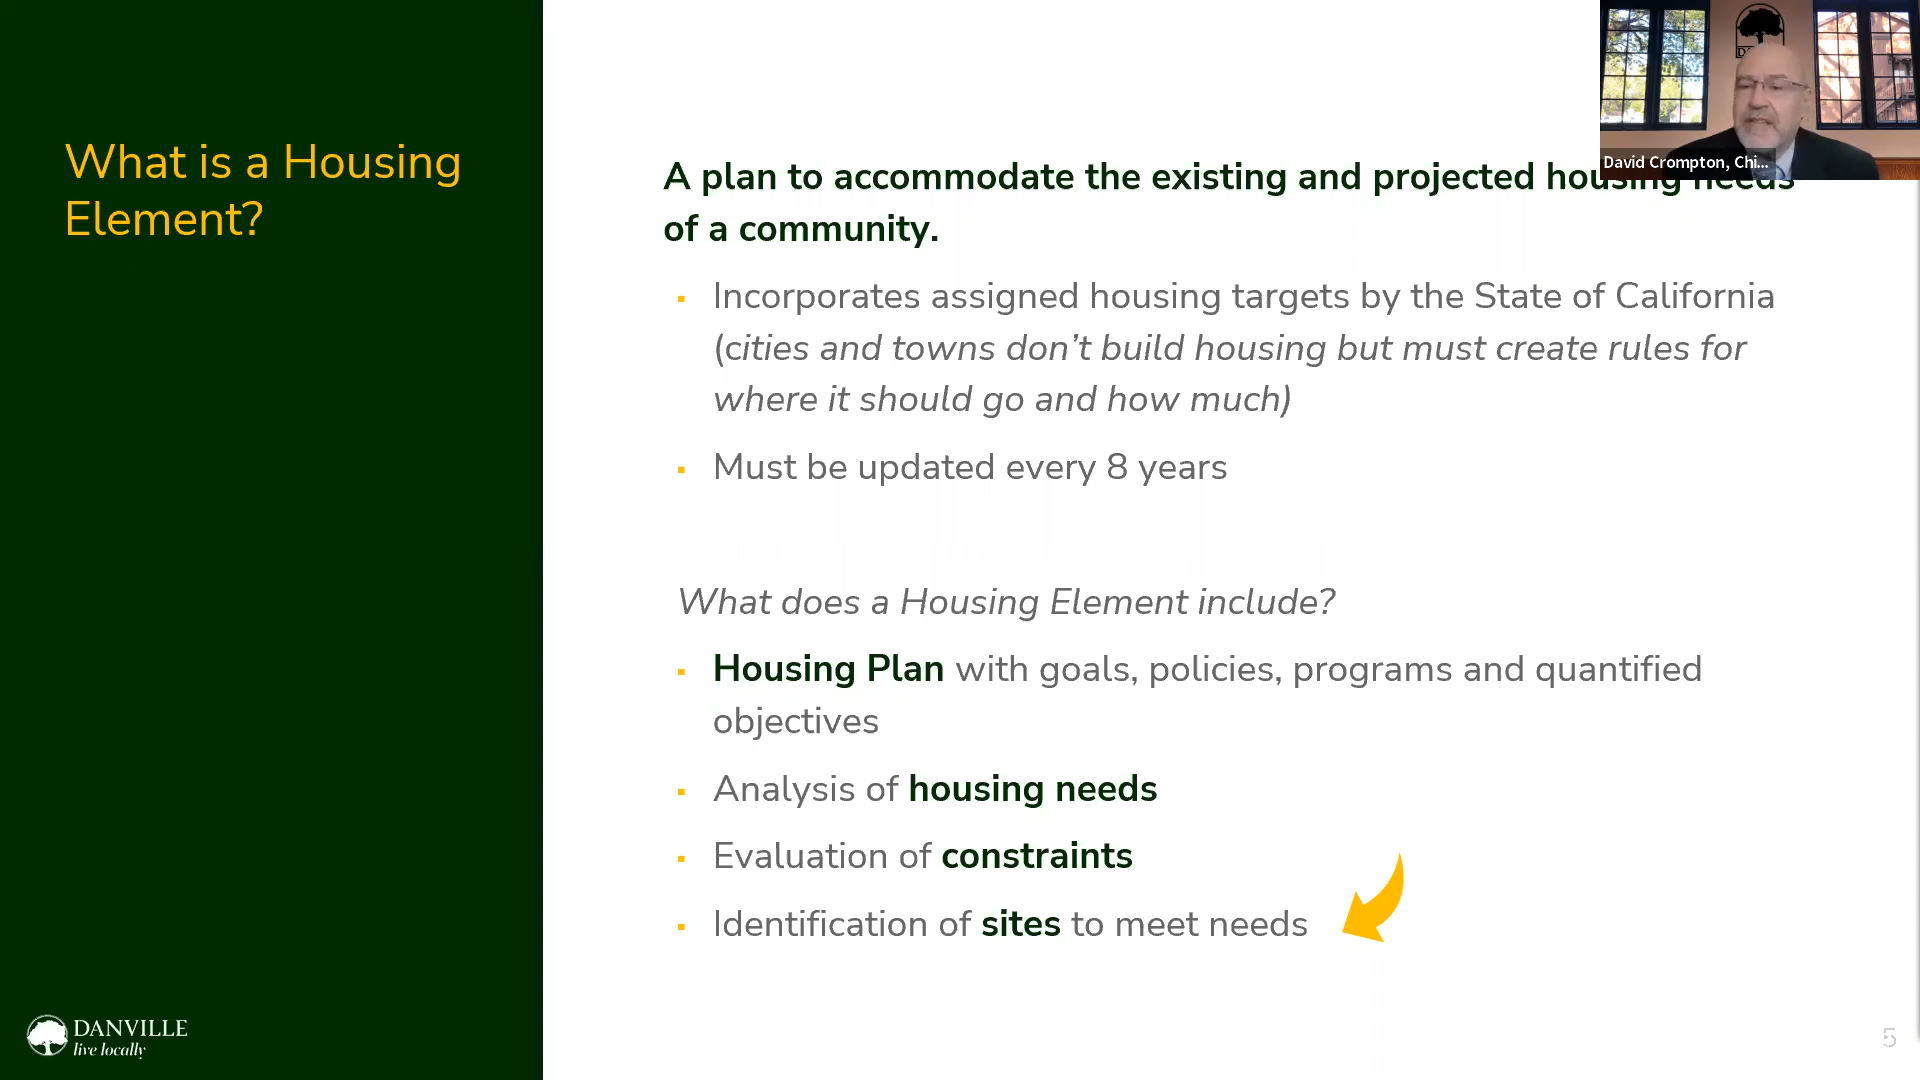 What is a Housing
Element?
A plan to accommodate the existing and projected housing needs
of a community.
▪ Incorporates assigned housing targets by the State of California
(cities and towns don’t build housing but must create rules for
where it should go and how much)
▪ Must be updated every 8 years
What does a Housing Element include?
▪ Housing Plan with goals, policies, programs and quantified
objectives
▪ Analysis of housing needs
▪ Evaluation of constraints
▪ Identification of sites to meet needs
David Crompton, Chi...
DANVILLE
live locally
5